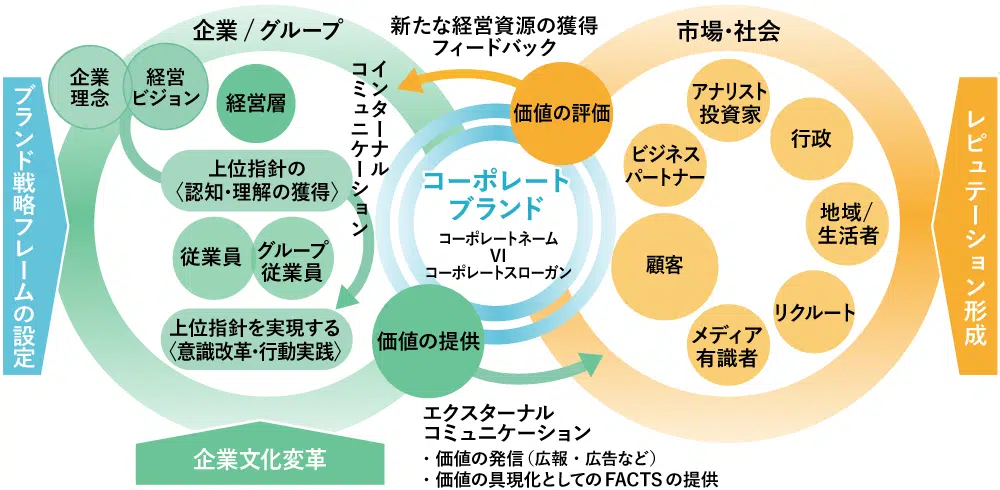 ブランド戦略フレームの設定
企業 / グループ
企業
理念
経営
ビジョン
経営層
上位指針の
〈認知・理解の獲得〉
従業員
グループ
従業員
上位指針を実現する
〈意識改革・行動実践〉
企業文化変革
インターナル
コミュニケーション
新たな経営資源の獲得
フィードバック
価値の評価
コーポレート
ブランド
コーポレートネーム
VI
コーポレートスローガン
価値の提供
エクスターナル
コミュニケーション
・価値の発信（広報・広告など）
・価値の具現化としてのFACTSの提供
市場・社会
アナリスト
投資家
行政
ビジネス
パートナー
地域/
生活者
顧客
リクルート
メディア
有識者
レピュテーション形成